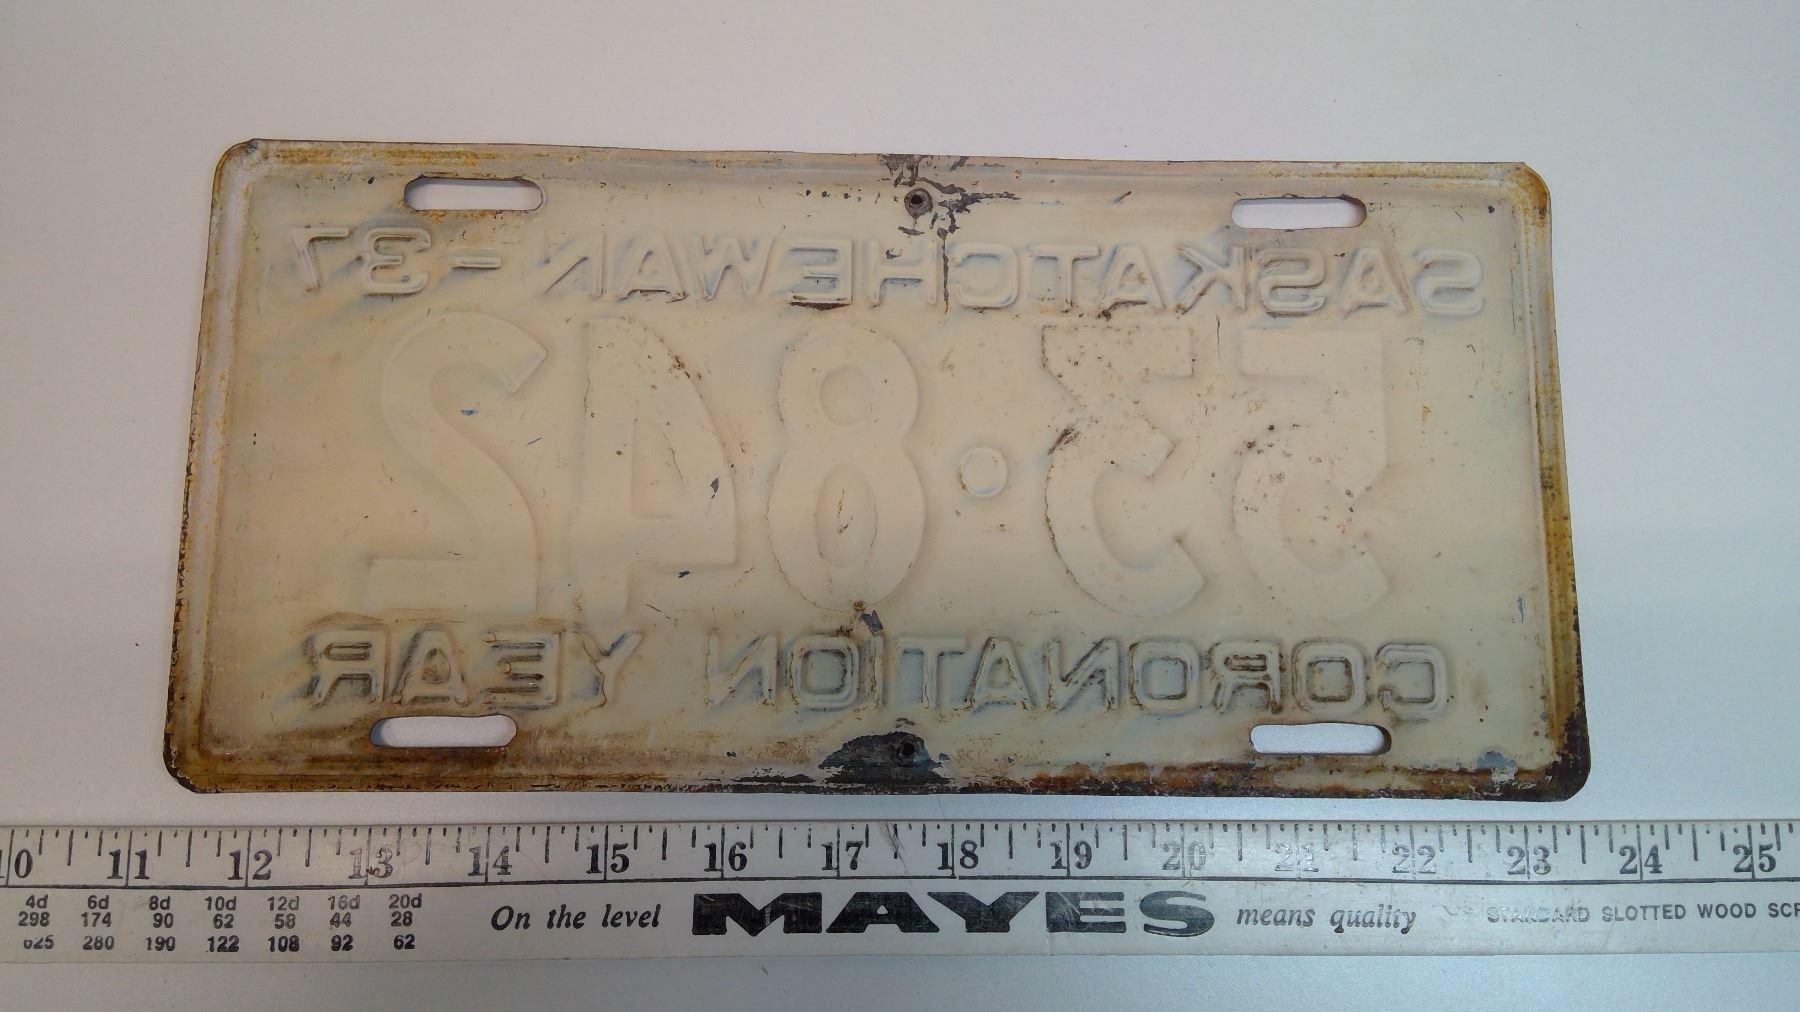 SASKATCHEWAN - 37
53·842
CORONATION YEAR
10 11 12 13 14 15 16 17 18 19 20 21 22 23 24 25
4d 6d 8d 10d 12d 16d 20d
298 174 90 62 58 44 28
625 280 190 122 108 92 62
On the level MAYES means quality
STANDARD SLOTTED WOOD SCR